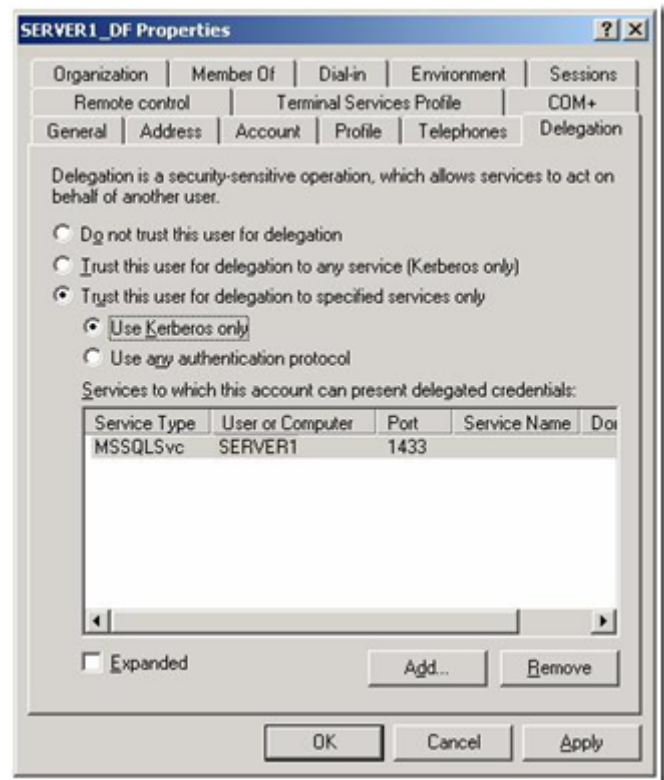 SERVER1_DF Properties
Organization Member Of Dial-in Environment Sessions
Remote control Terminal Services Profile COM+
General Address Account Profile Telephones Delegation
Delegation is a security-sensitive operation, which allows services to act on
behalf of another user.
Do not trust this user for delegation
Trust this user for delegation to any service (Kerberos only)
Trust this user for delegation to specified services only
Use Kerberos only
Use any authentication protocol
Services to which this account can present delegated credentials:
Service Type User or Computer Port Service Name Dor
MSSQLSvc SERVER1 1433
Expanded Add... Remove
OK Cancel Apply